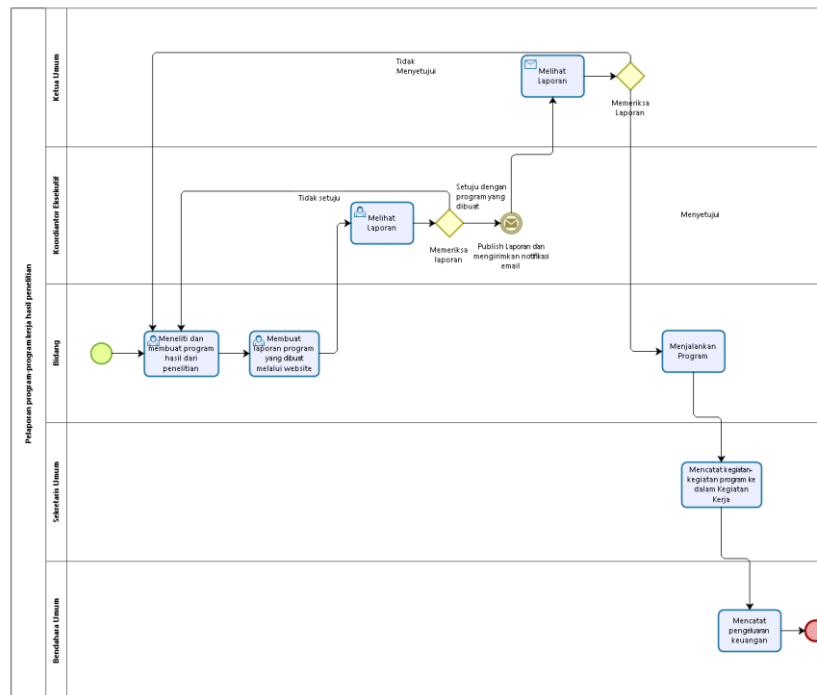 Pelaporan program-program kerja hasil penelitian
Ketua Umum
Tidak
Menyetujui
Melihat
Laporan
Memeriksa
Laporan
Koordiantor Eksekutif
Tidak setuju
Melihat
Laporan
Memeriksa
laporan
Setuju dengan
program yang
dibuat
Publish Laporan dan
mengirimkan notifikasi
email
Menyetujui
Bidang
Meneliti dan
membuat program
hasil dari
penelitian
Membuat
laporan program
yang dibuat
melalui website
Menjalankan
Program
Sekretaris Umum
Mencatat kegiatan-
kegiatan program ke
dalam Kegiatan
Kerja
Bendahara Umum
Mencatat
pengeluaran
keuangan